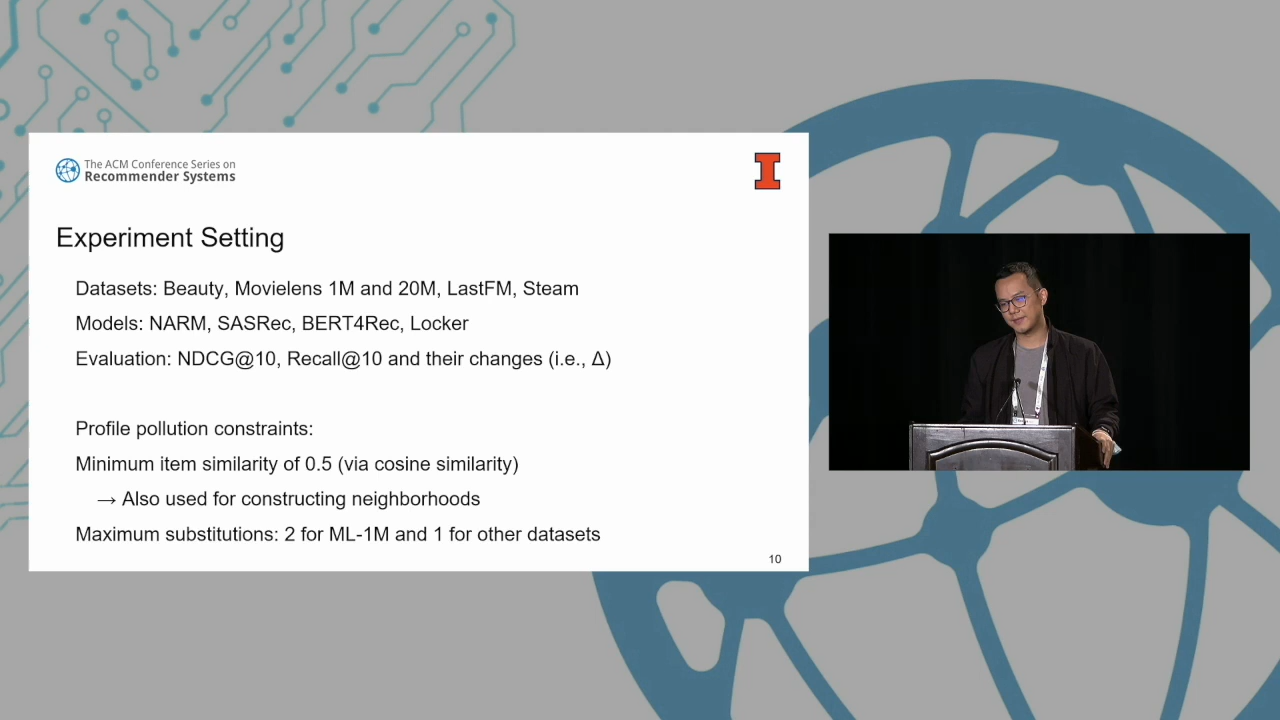 The ACM Conference Series on
Recommender Systems
Experiment Setting
Datasets: Beauty, Movielens 1M and 20M, LastFM, Steam
Models: NARM, SASRec, BERT4Rec, Locker
Evaluation: NDCG@10, Recall@10 and their changes (i.e., Δ)
Profile pollution constraints:
Minimum item similarity of 0.5 (via cosine similarity)
→ Also used for constructing neighborhoods
Maximum substitutions: 2 for ML-1M and 1 for other datasets
10